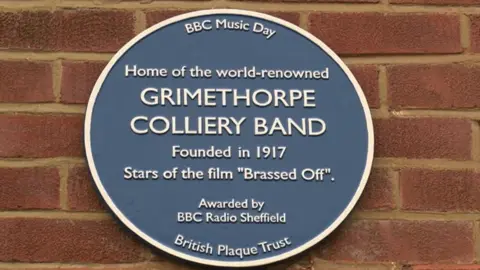 BBC Music Day
Home of the world-renowned
GRIMETHORPE
COLLIERY BAND
Founded in 1917
Stars of the film "Brassed Off".
Awarded by
BBC Radio Sheffield
British Plaque Trust